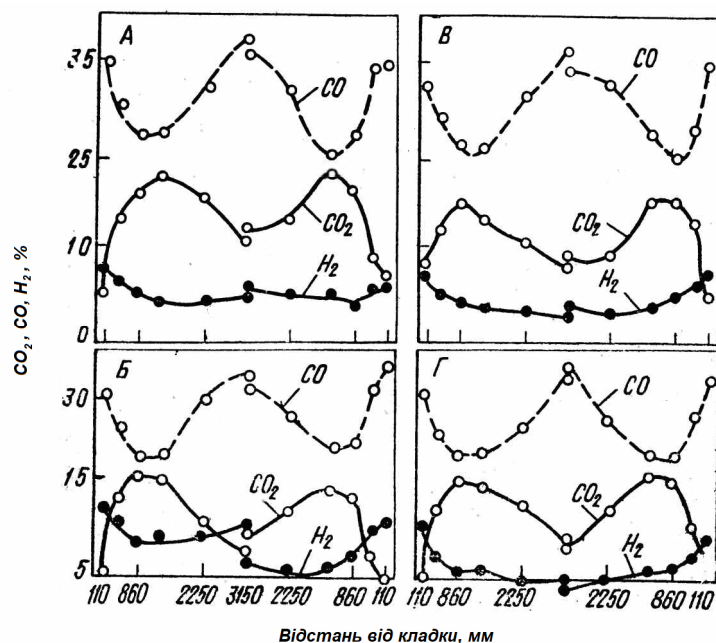 А
В
35
CO
CO
25
CO₂
CO₂
10
H₂
H₂
0
CO₂, CO, H₂, %
Б
Г
30
CO
CO
15
CO₂
CO₂
H₂
H₂
5
110 860 2250 3150 2250 860 110
110 860 2250 2250 860 110
Відстань від кладки, мм